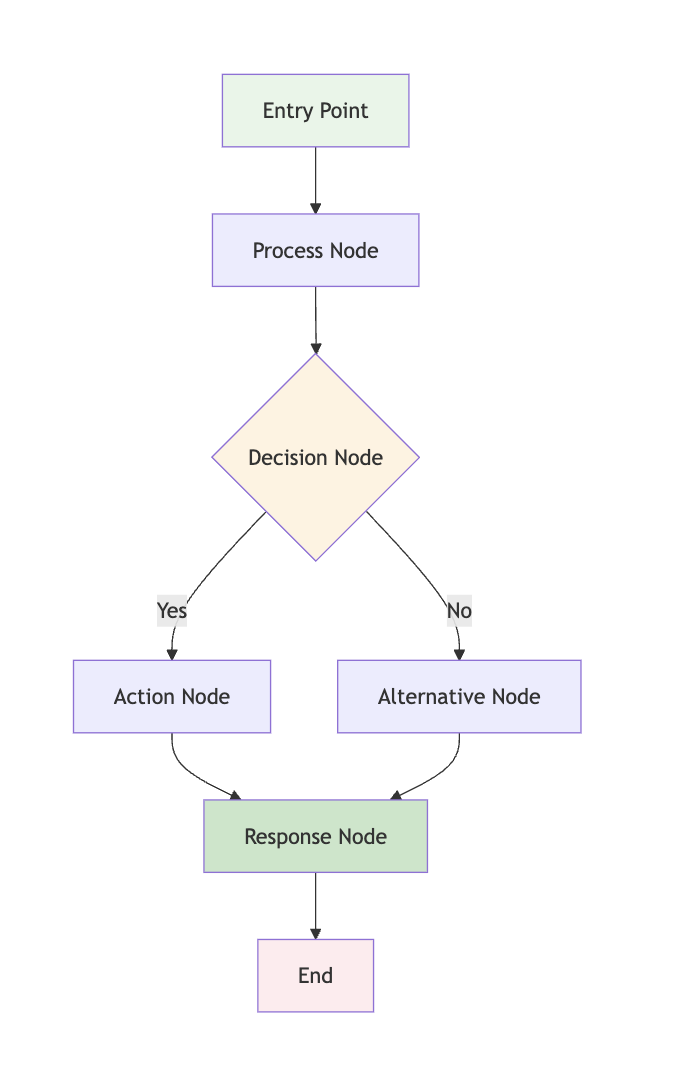 Entry Point
Process Node
Decision Node
Yes
No
Action Node
Alternative Node
Response Node
End